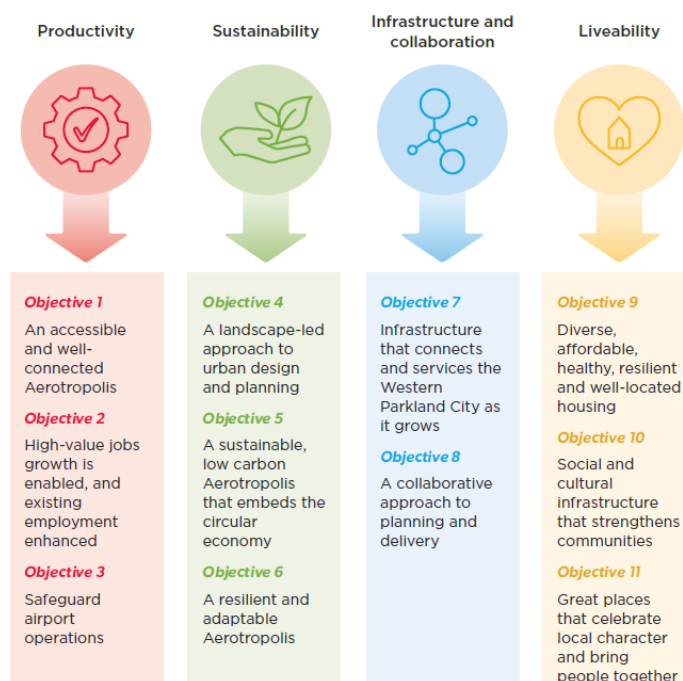 Productivity
Sustainability
Infrastructure and
collaboration
Liveability
Objective 1
An accessible
and well-
connected
Aerotropolis
Objective 2
High-value jobs
growth is
enabled, and
existing
employment
enhanced
Objective 3
Safeguard
airport
operations
Objective 4
A landscape-led
approach to
urban design
and planning
Objective 5
A sustainable,
low carbon
Aerotropolis
that embeds the
circular
economy
Objective 6
A resilient and
adaptable
Aerotropolis
Objective 7
Infrastructure
that connects
and services the
Western
Parkland City as
it grows
Objective 8
A collaborative
approach to
planning and
delivery
Objective 9
Diverse,
affordable,
healthy, resilient
and well-located
housing
Objective 10
Social and
cultural
infrastructure
that strengthens
communities
Objective 11
Great places
that celebrate
local character
and bring
people together